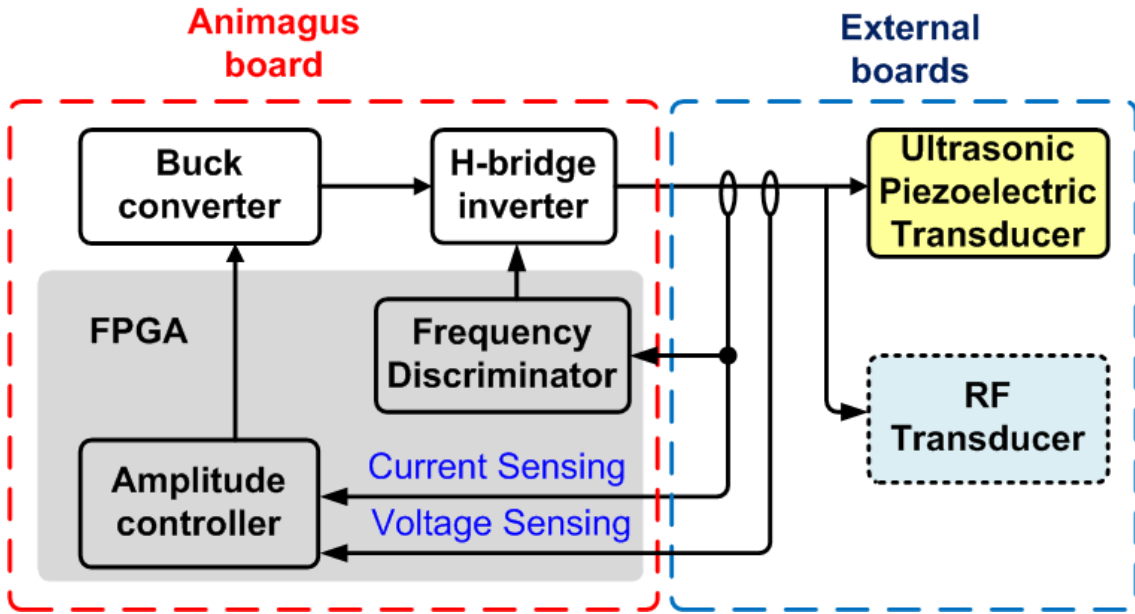 Animagus
board
External
boards
Buck
converter
H-bridge
inverter
Ultrasonic
Piezoelectric
Transducer
FPGA
Frequency
Discriminator
RF
Transducer
Amplitude
controller
Current Sensing
Voltage Sensing